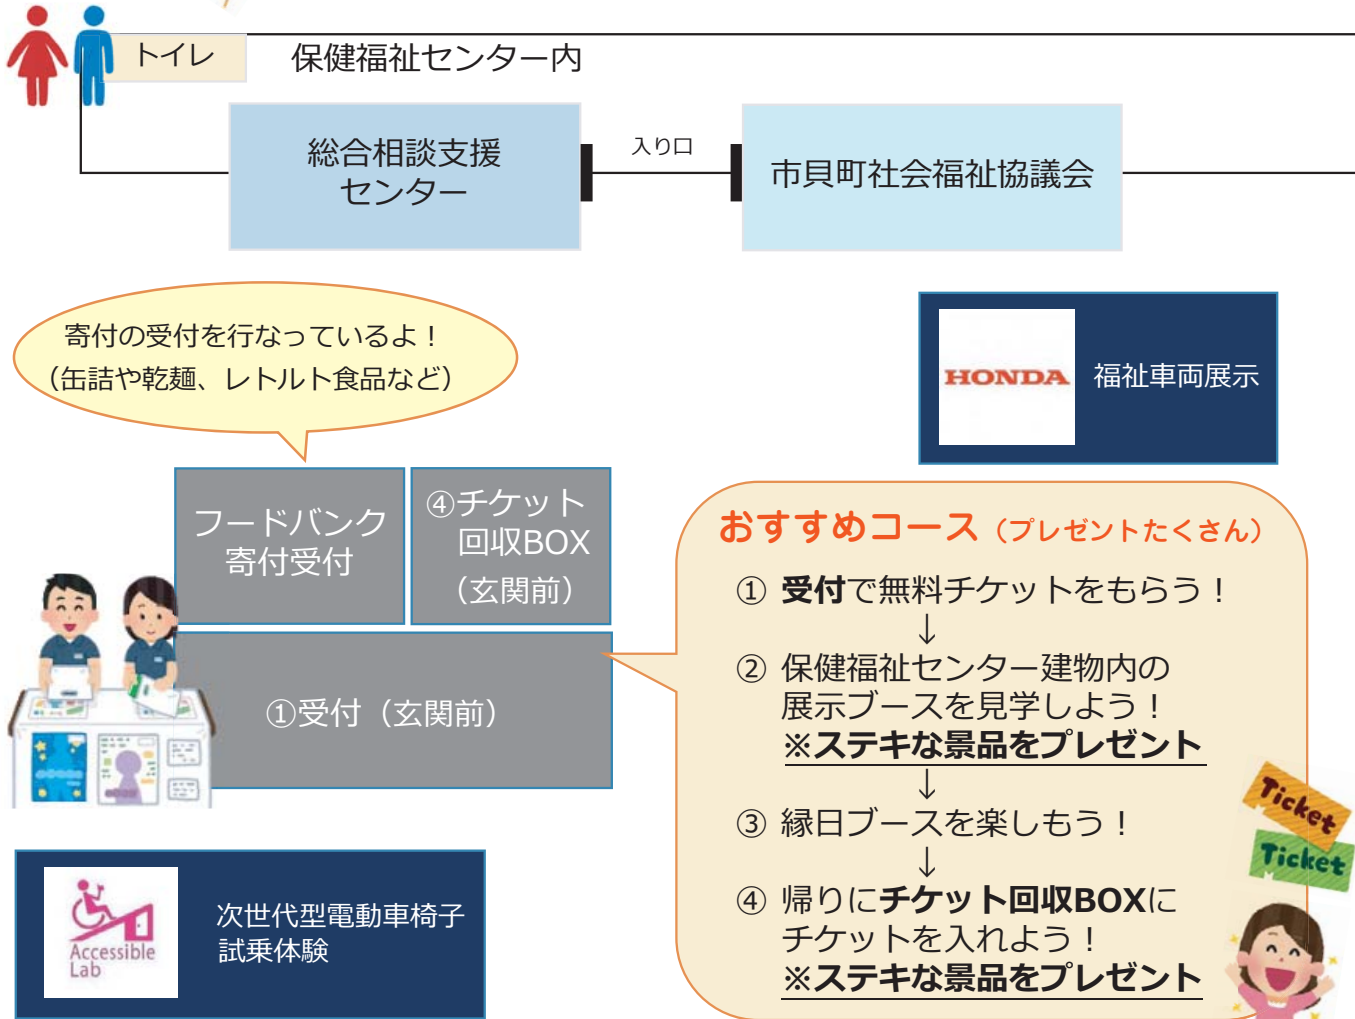 トイレ
保健福祉センター内
総合相談支援
センター
入り口
市貝町社会福祉協議会
寄付の受付を行なっているよ！
（缶詰や乾麺、レトルト食品など）
HONDA
福祉車両展示
フードバンク
寄付受付
④チケット
回収BOX
（玄関前）
①受付（玄関前）
おすすめコース（プレゼントたくさん）
① 受付で無料チケットをもらう！
↓
② 保健福祉センター建物内の
展示ブースを見学しよう！
※ステキな景品をプレゼント
↓
③ 縁日ブースを楽しもう！
↓
④ 帰りにチケット回収BOXに
チケットを入れよう！
※ステキな景品をプレゼント
Ticket
Ticket
Accessible
Lab
次世代型電動車椅子
試乗体験